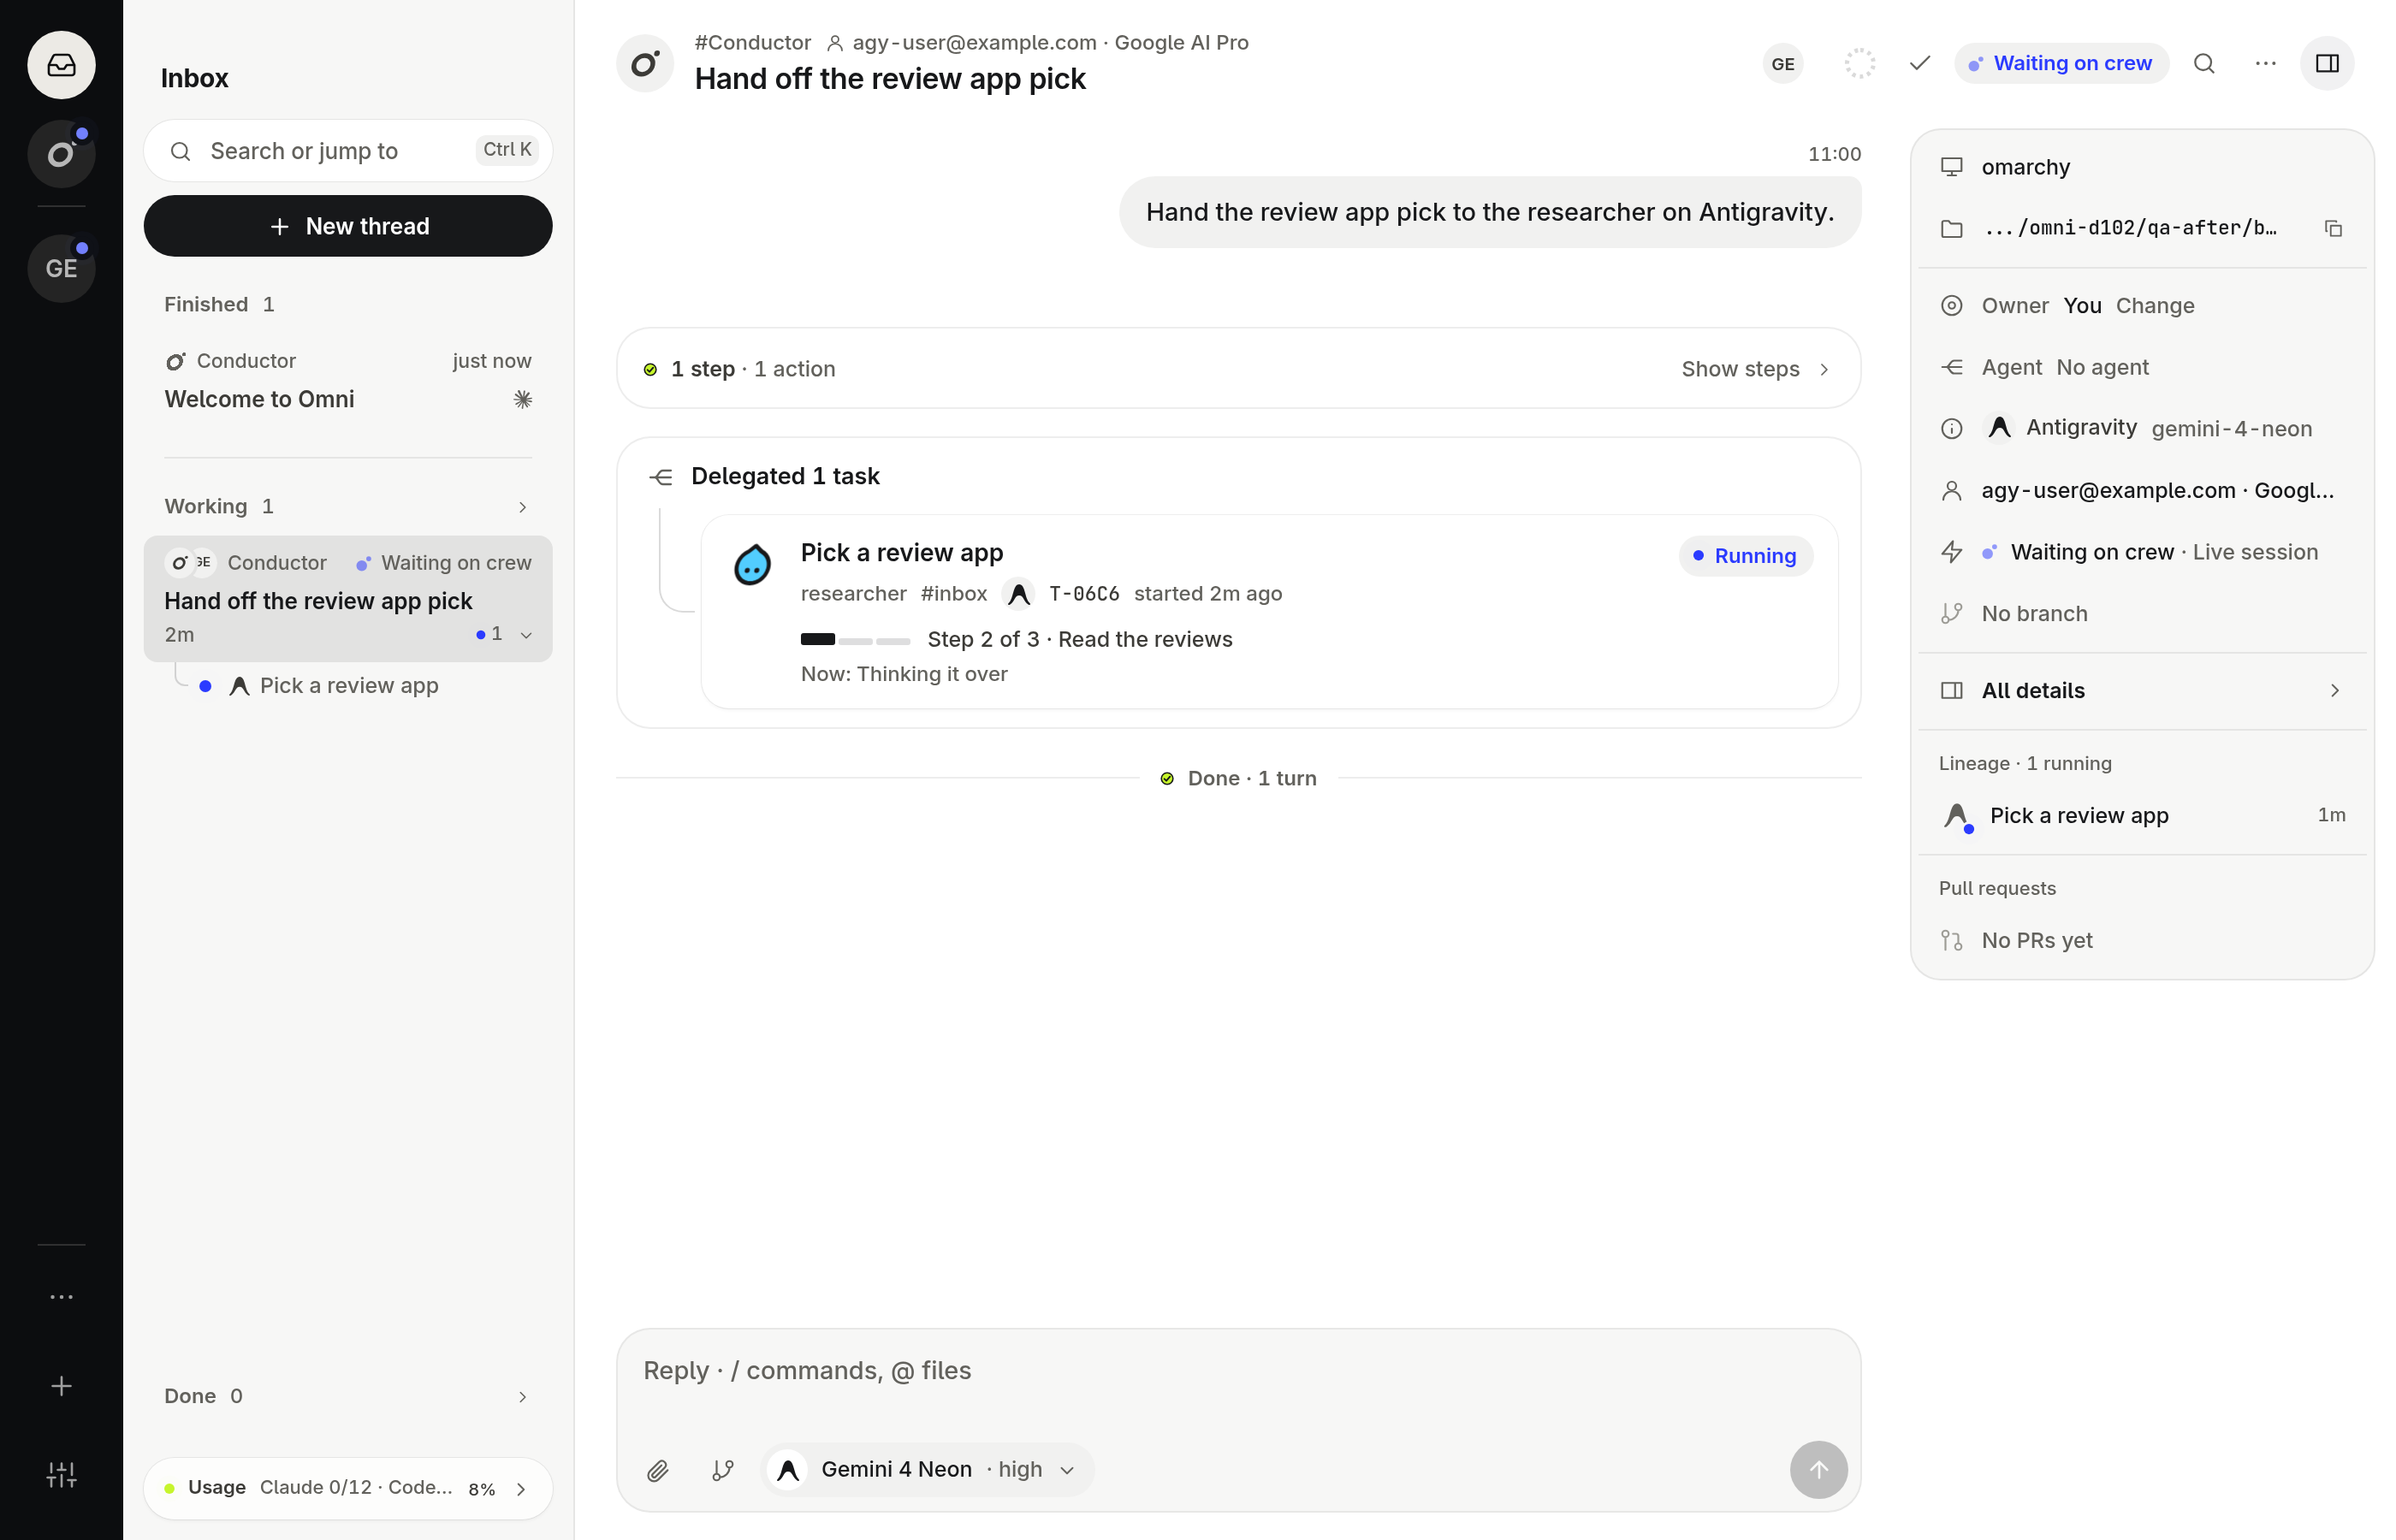 Inbox
Search or jump to Ctrl K
New thread
Finished 1
Conductor just now
Welcome to Omni
Working 1
GE Conductor Waiting on crew
Hand off the review app pick
2m 1
Pick a review app
Done 0
Usage Claude 0/12 · Code... 8%
GE
#Conductor agy-user@example.com · Google AI Pro
Hand off the review app pick
GE
Waiting on crew
11:00
Hand the review app pick to the researcher on Antigravity.
1 step · 1 action Show steps
Delegated 1 task
Pick a review app Running
researcher #inbox T-06C6 started 2m ago
Step 2 of 3 · Read the reviews
Now: Thinking it over
Done · 1 turn
Reply · / commands, @ files
Gemini 4 Neon · high
omarchy
.../omni-d102/qa-after/b…
Owner You Change
Agent No agent
Antigravity gemini-4-neon
agy-user@example.com · Googl...
Waiting on crew · Live session
No branch
All details
Lineage · 1 running
Pick a review app 1m
Pull requests
No PRs yet